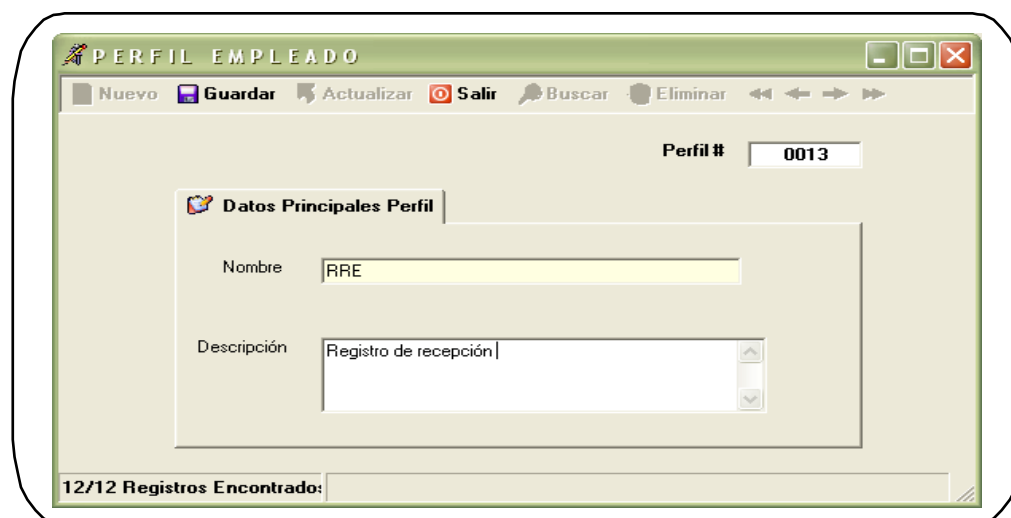 PERFIL EMPLEADO
Nuevo Guardar Actualizar Salir Buscar Eliminar
Perfil # 0013
Datos Principales Perfil
Nombre RRE
Descripción Registro de recepción
12/12 Registros Encontrados